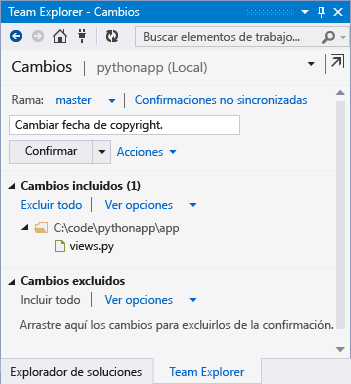 Team Explorer - Cambios
Buscar elementos de trabajo...
Cambios | pythonapp (Local)
Rama: master | Confirmaciones no sincronizadas
Cambiar fecha de copyright.
Confirmar Acciones
Cambios incluidos (1)
Excluir todo | Ver opciones
C:\code\pythonapp\app
views.py
Cambios excluidos
Incluir todo | Ver opciones
Arrastre aquí los cambios para excluirlos de la confirmación.
Explorador de soluciones Team Explorer